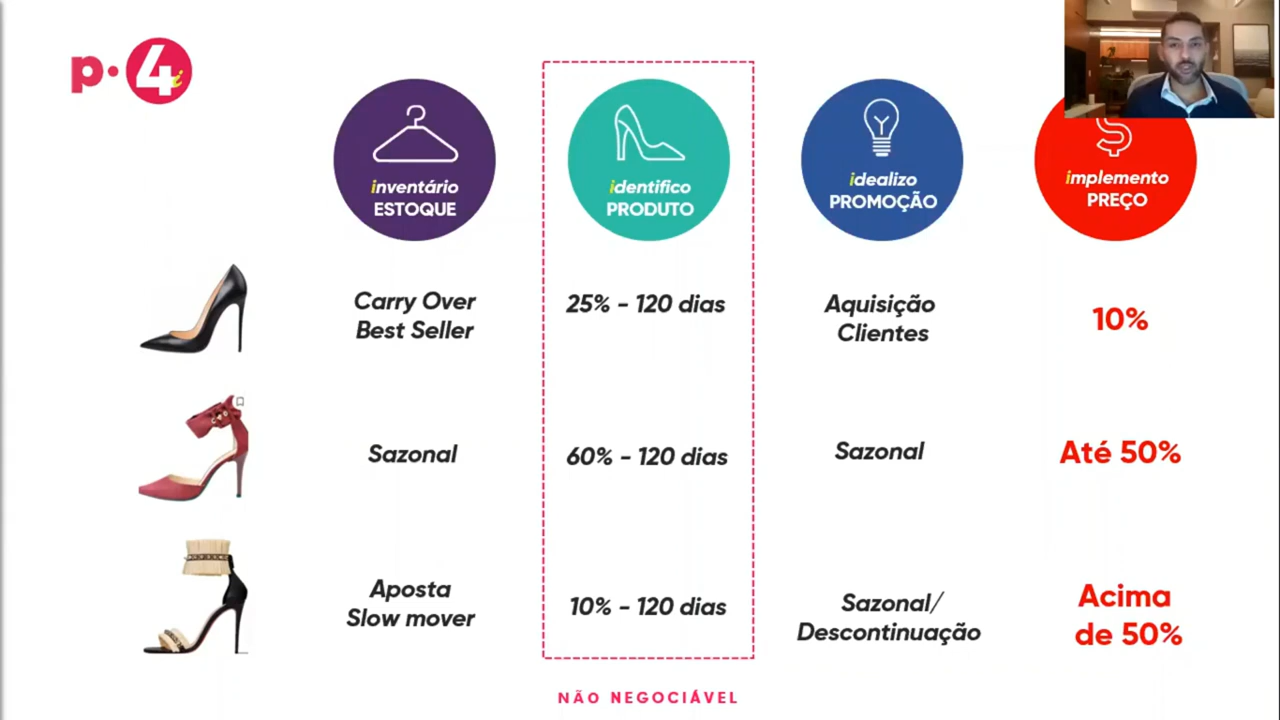 p·4i
inventário
ESTOQUE
identifico
PRODUTO
idealizo
PROMOÇÃO
implemento
PREÇO
Carry Over
Best Seller
25% - 120 dias
Aquisição
Clientes
10%
Sazonal
60% - 120 dias
Sazonal
Até 50%
Aposta
Slow mover
10% - 120 dias
Sazonal/
Descontinuação
Acima
de 50%
NÃO NEGOCIÁVEL